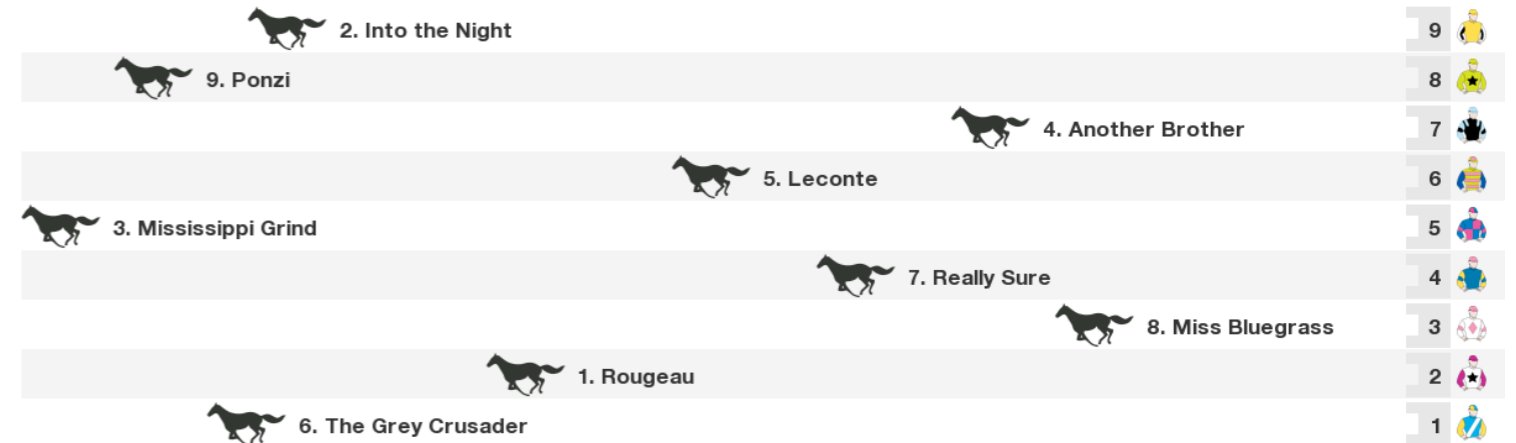 2. Into the Night 9
9. Ponzi 8
4. Another Brother 7
5. Leconte 6
3. Mississippi Grind 5
7. Really Sure 4
8. Miss Bluegrass 3
1. Rougeau 2
6. The Grey Crusader 1